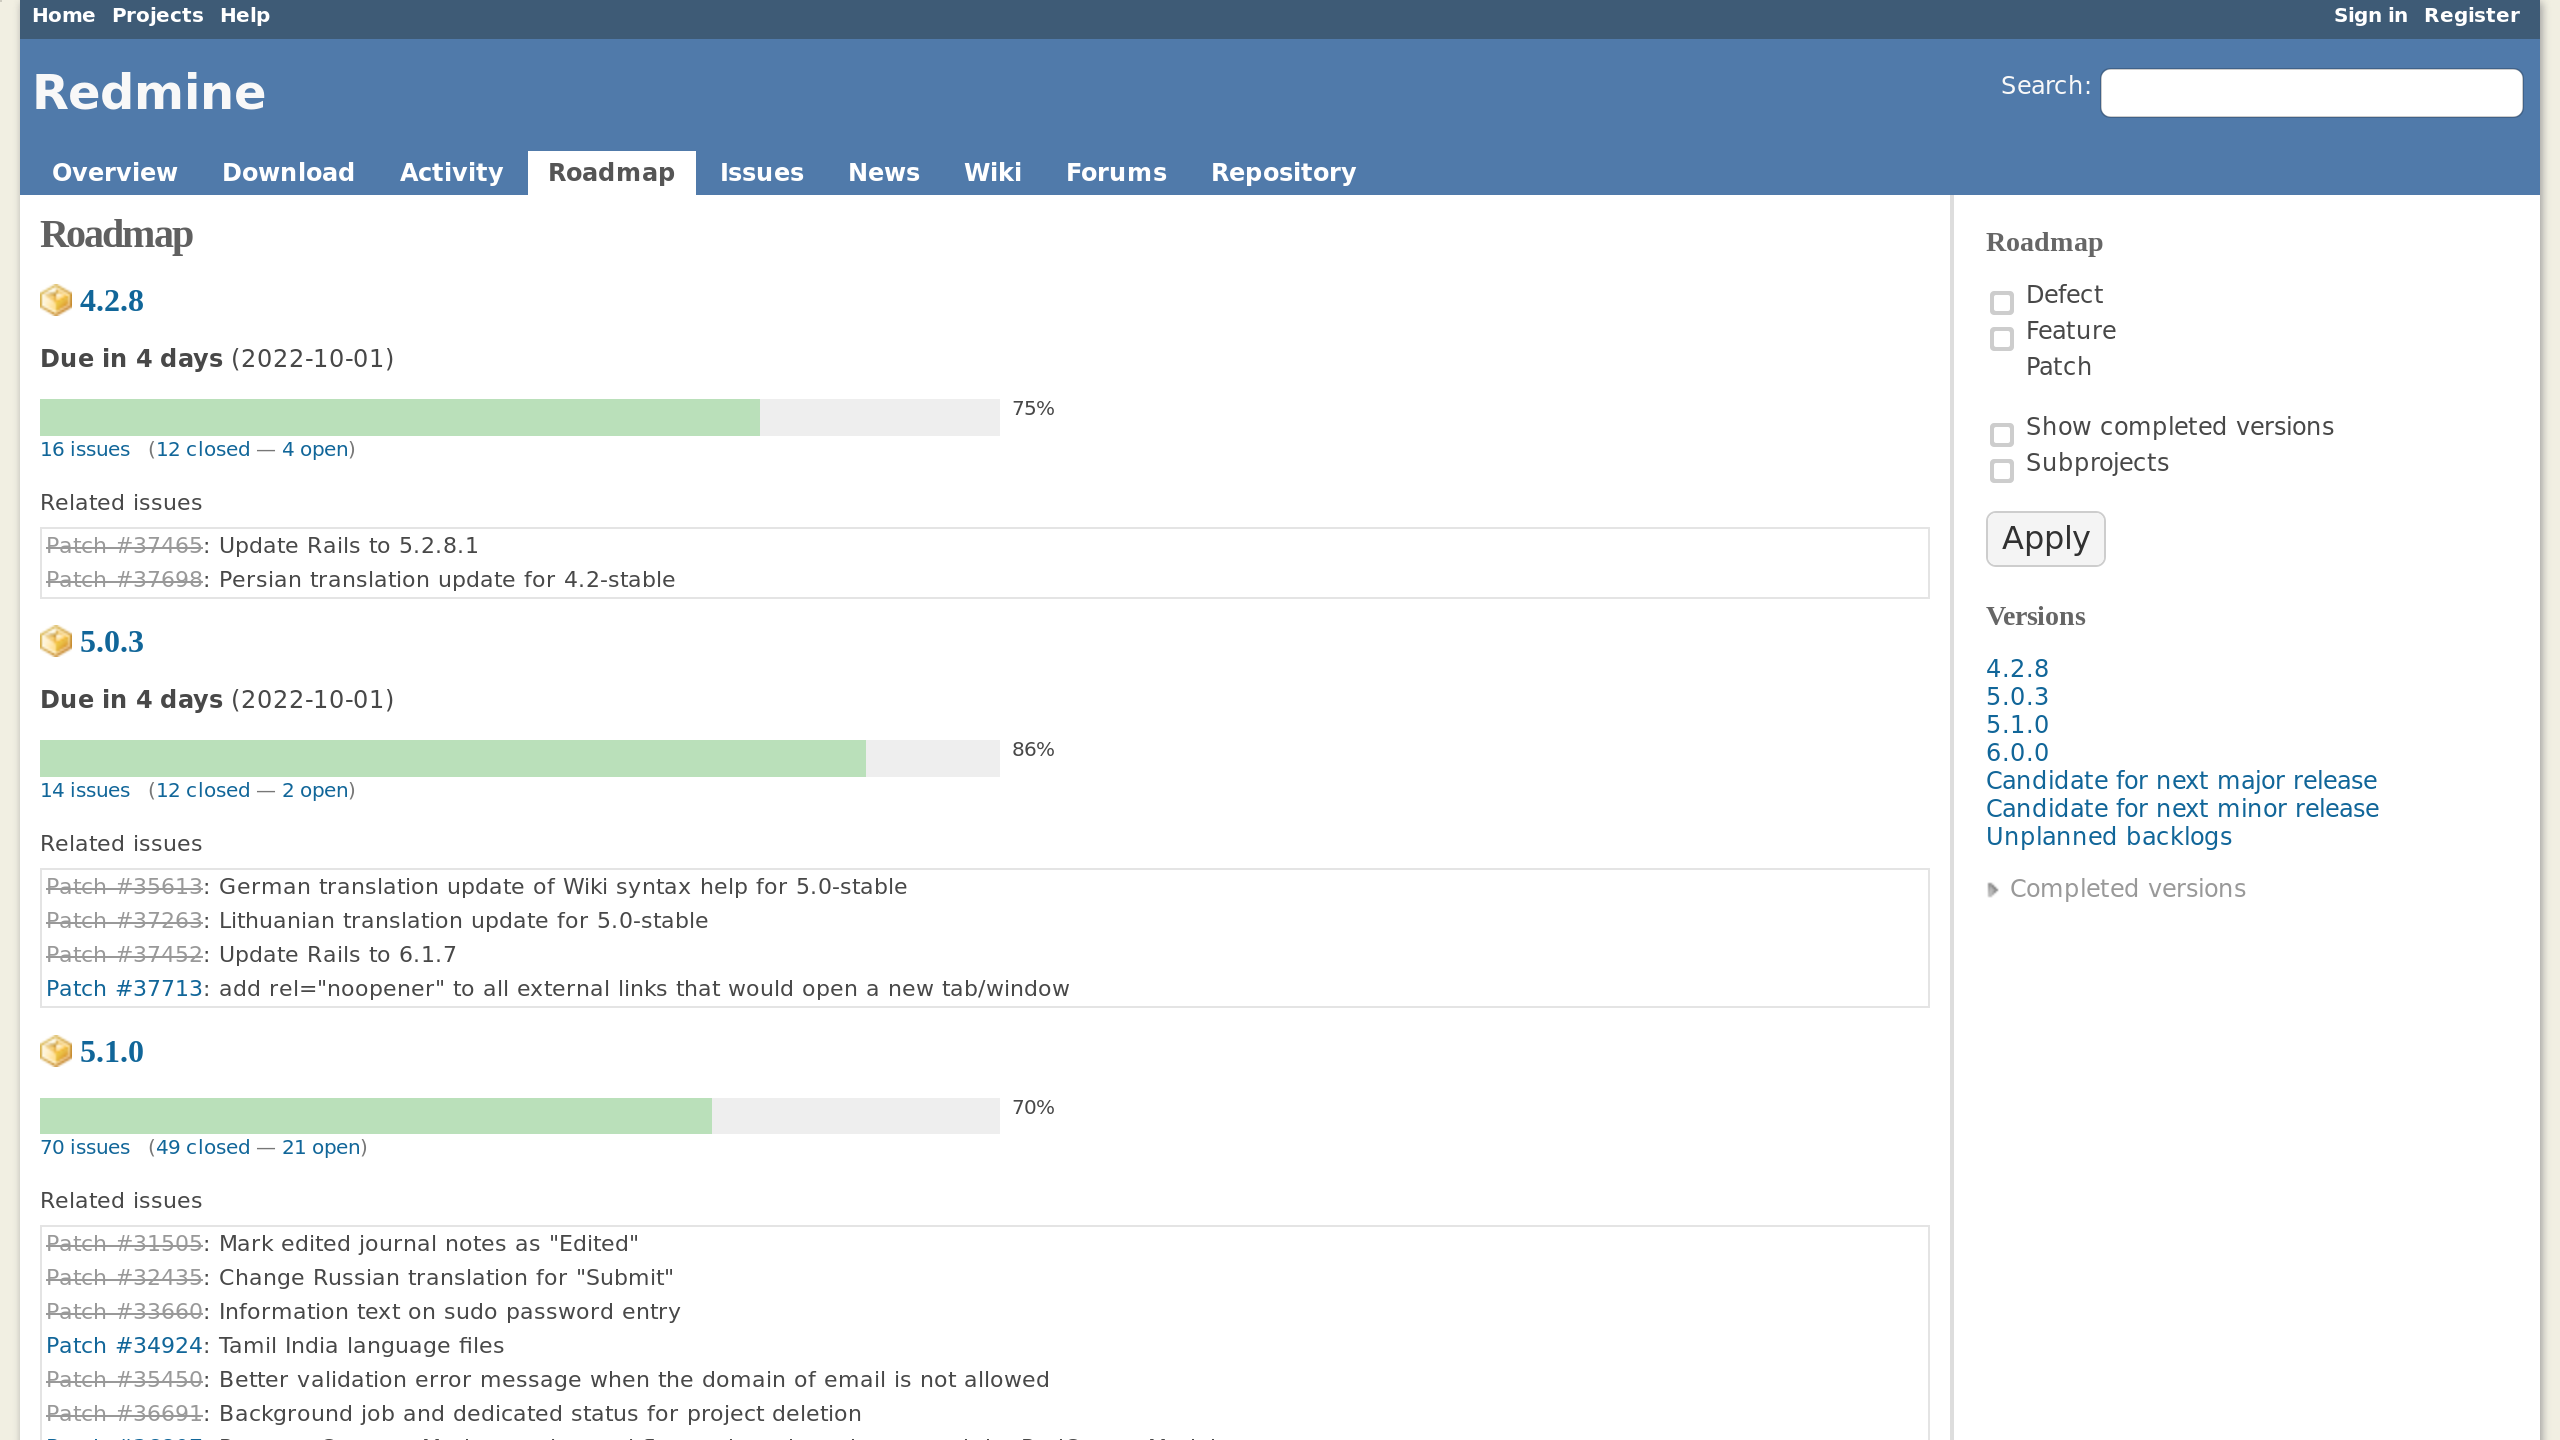 Home Projects Help Sign in Register
Redmine
Search:
Overview Download Activity Roadmap Issues News Wiki Forums Repository
Roadmap
4.2.8
Due in 4 days (2022-10-01)
75%
16 issues (12 closed — 4 open)
Related issues
Patch #37465: Update Rails to 5.2.8.1
Patch #37698: Persian translation update for 4.2-stable
5.0.3
Due in 4 days (2022-10-01)
86%
14 issues (12 closed — 2 open)
Related issues
Patch #35613: German translation update of Wiki syntax help for 5.0-stable
Patch #37263: Lithuanian translation update for 5.0-stable
Patch #37452: Update Rails to 6.1.7
Patch #37713: add rel="noopener" to all external links that would open a new tab/window
5.1.0
70%
70 issues (49 closed — 21 open)
Related issues
Patch #31505: Mark edited journal notes as "Edited"
Patch #32435: Change Russian translation for "Submit"
Patch #33660: Information text on sudo password entry
Patch #34924: Tamil India language files
Patch #35450: Better validation error message when the domain of email is not allowed
Patch #36691: Background job and dedicated status for project deletion
Roadmap
Defect
Feature
Patch
Show completed versions
Subprojects
Apply
Versions
4.2.8
5.0.3
5.1.0
6.0.0
Candidate for next major release
Candidate for next minor release
Unplanned backlogs
Completed versions